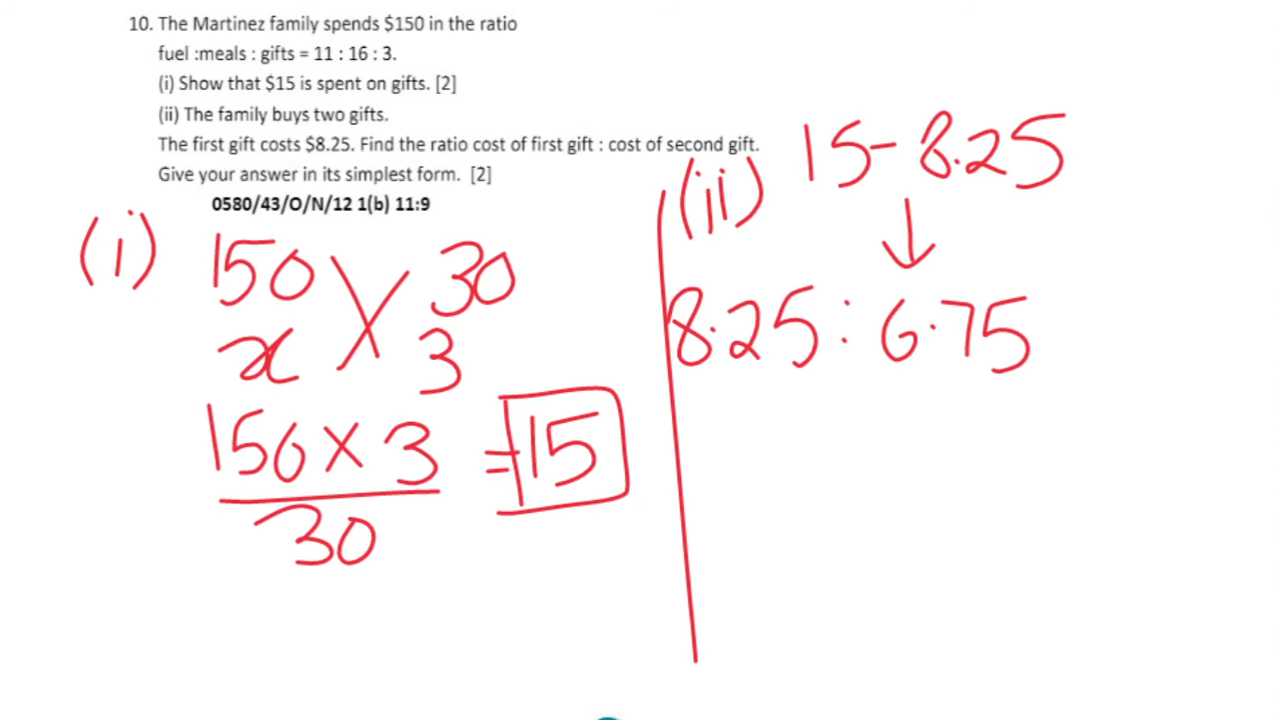 10. The Martinez family spends $150 in the ratio
fuel :meals : gifts = 11 : 16 : 3.
(i) Show that $15 is spent on gifts. [2]
(ii) The family buys two gifts.
The first gift costs $8.25. Find the ratio cost of first gift : cost of second gift.
Give your answer in its simplest form. [2]
0580/43/O/N/12 1(b) 11:9
(i) 150 30
x 3
150 × 3 = 15
30
(ii) 15 - 8.25
↓
8.25 : 6.75